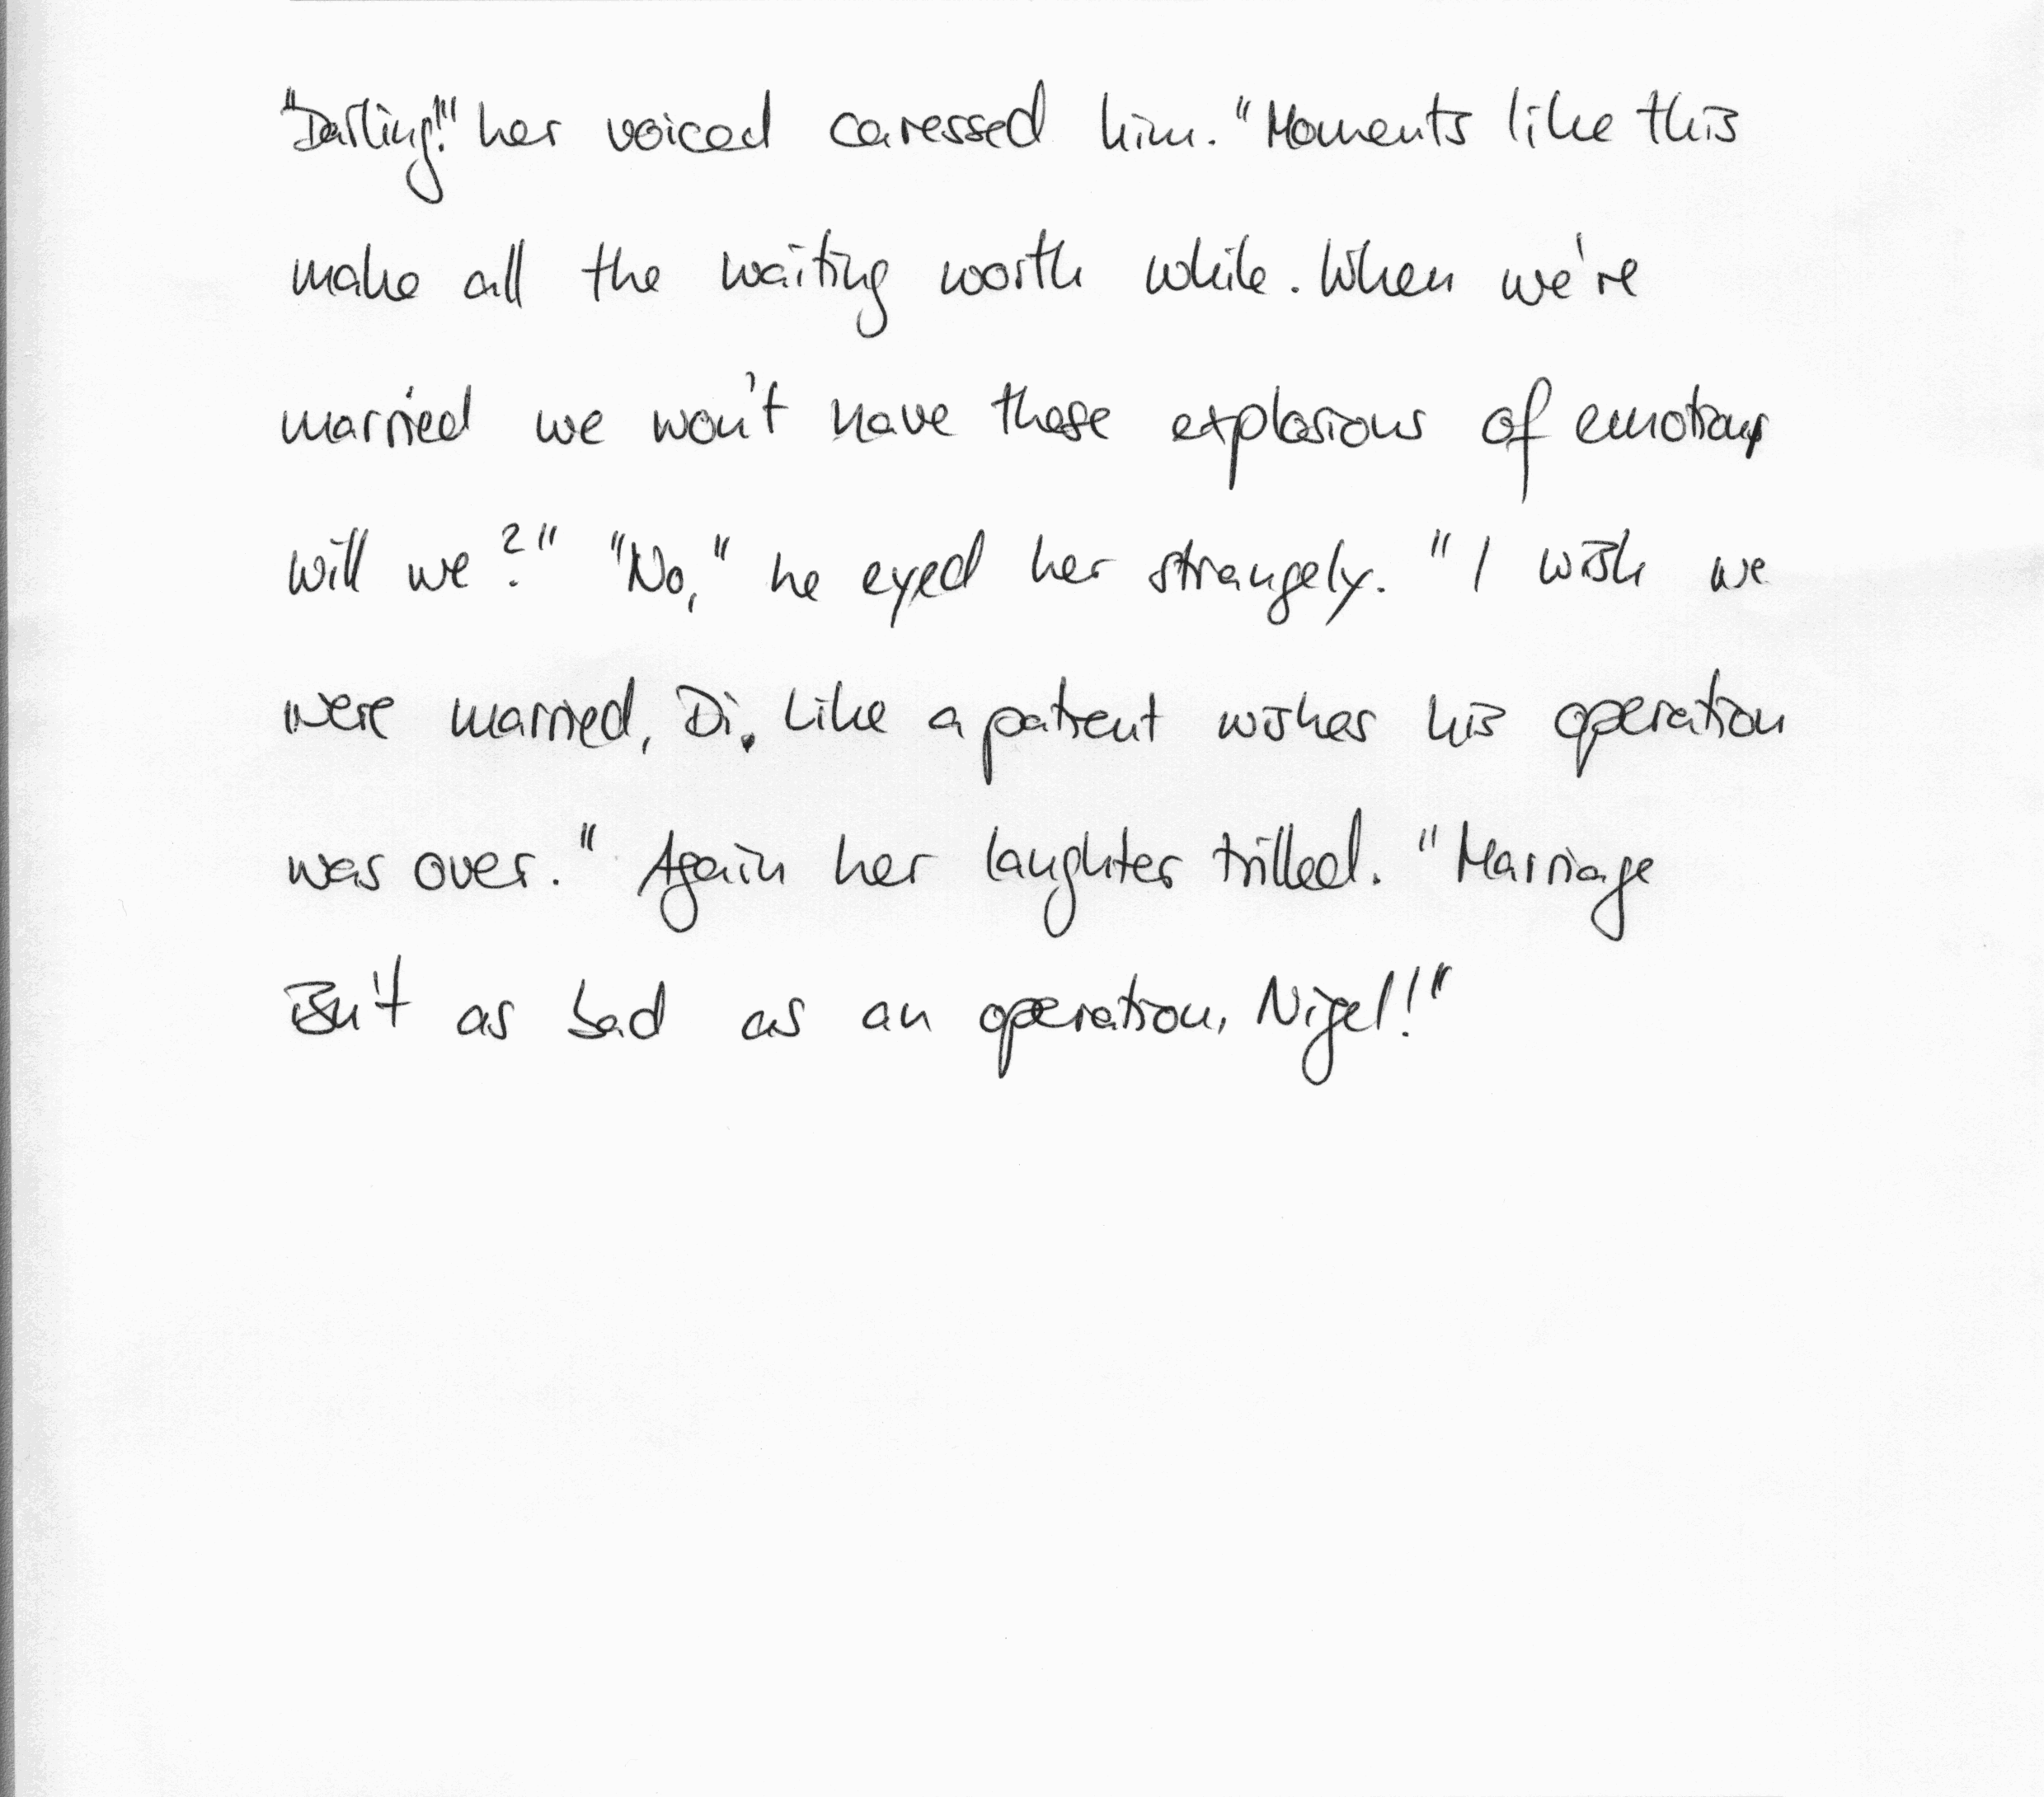 "Darling!" her voiced caressed him. "Moments like this
make all the waiting worth while. When we're
married we won't have these explosions of emotion,
will we?" "No," he eyed her strangely. "I wish we
were married, Di. Like a patient wishes his operation
was over." Again her laughter trilled. "Marriage
isn't as bad as an operation, Nigel!"